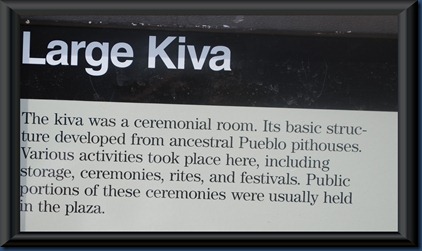 Large Kiva
The kiva was a ceremonial room. Its basic struc-
ture developed from ancestral Pueblo pithouses.
Various activities took place here, including
storage, ceremonies, rites, and festivals. Public
portions of these ceremonies were usually held
in the plaza.